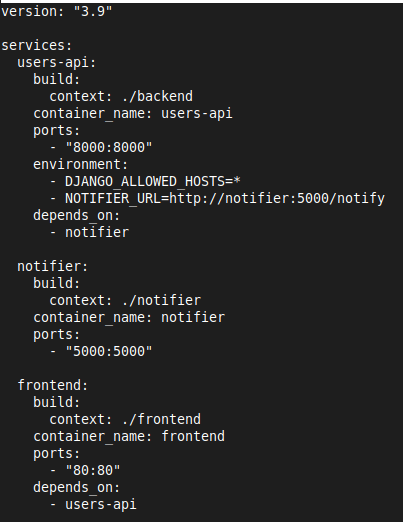 version: "3.9"

services:
  users-api:
    build:
      context: ./backend
    container_name: users-api
    ports:
      - "8000:8000"
    environment:
      - DJANGO_ALLOWED_HOSTS=*
      - NOTIFIER_URL=http://notifier:5000/notify
    depends_on:
      - notifier

  notifier:
    build:
      context: ./notifier
    container_name: notifier
    ports:
      - "5000:5000"

  frontend:
    build:
      context: ./frontend
    container_name: frontend
    ports:
      - "80:80"
    depends_on:
      - users-api